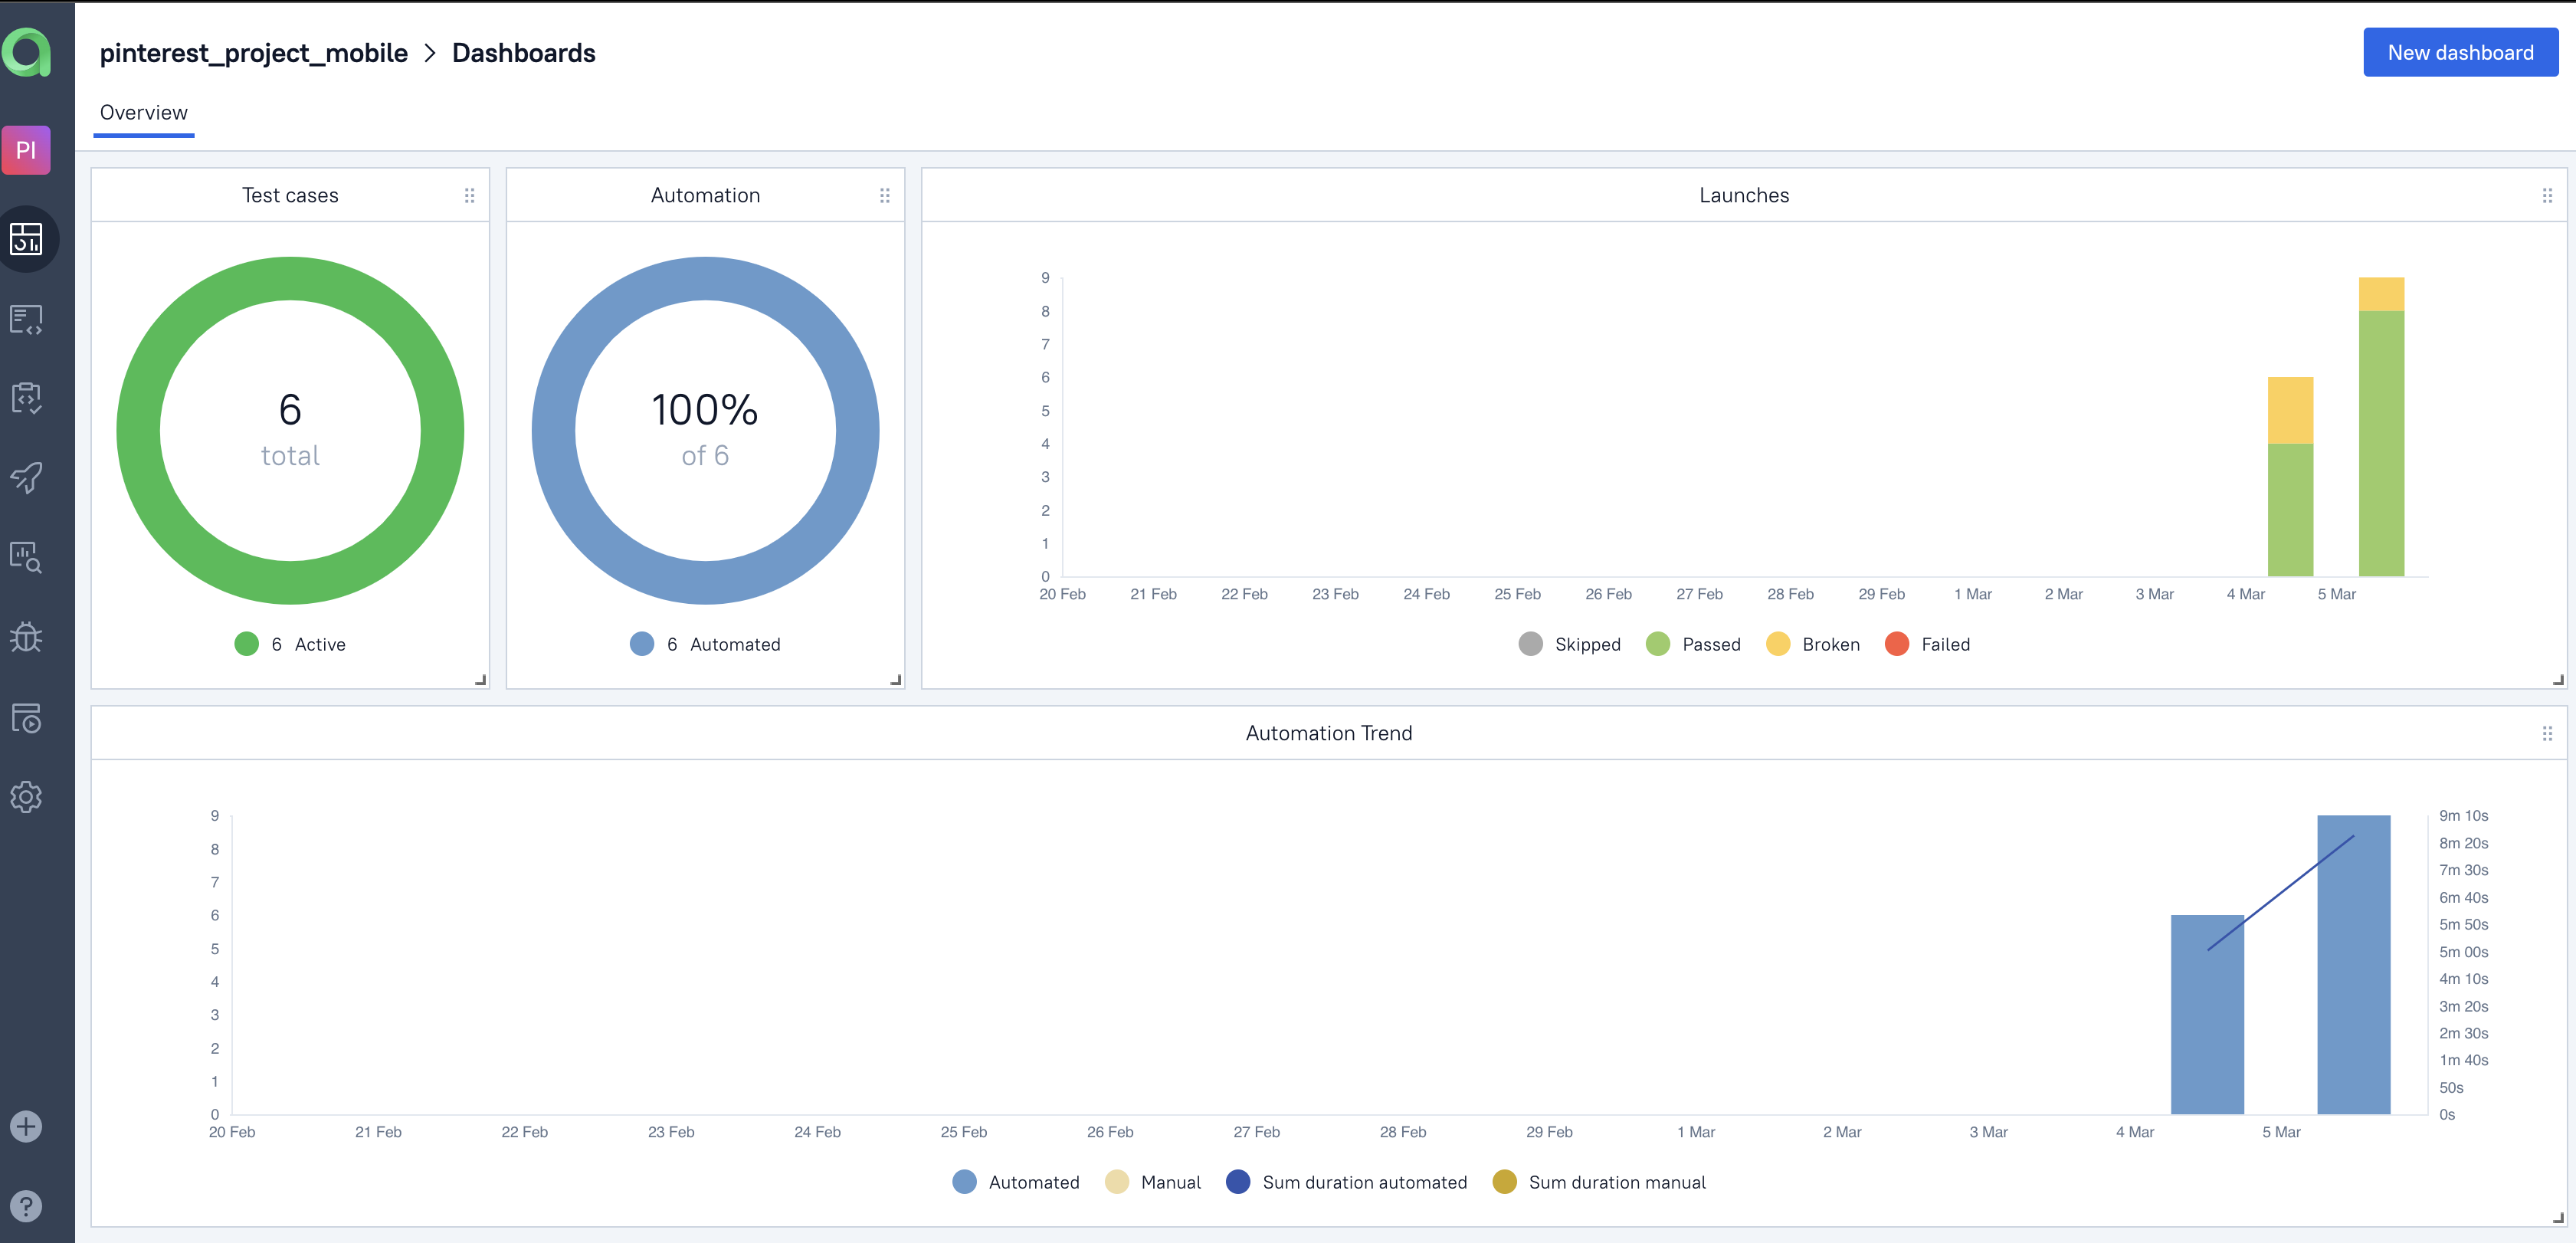 pinterest_project_mobile > Dashboards
New dashboard
Overview
PI
Test cases
6
total
6 Active
Automation
100%
of 6
6 Automated
Launches
9
8
7
6
5
4
3
2
1
0
20 Feb 21 Feb 22 Feb 23 Feb 24 Feb 25 Feb 26 Feb 27 Feb 28 Feb 29 Feb 1 Mar 2 Mar 3 Mar 4 Mar 5 Mar
Skipped Passed Broken Failed
Automation Trend
9
8
7
6
5
4
3
2
1
0
9m 10s
8m 20s
7m 30s
6m 40s
5m 50s
5m 00s
4m 10s
3m 20s
2m 30s
1m 40s
50s
0s
20 Feb 21 Feb 22 Feb 23 Feb 24 Feb 25 Feb 26 Feb 27 Feb 28 Feb 29 Feb 1 Mar 2 Mar 3 Mar 4 Mar 5 Mar
Automated Manual Sum duration automated Sum duration manual
?